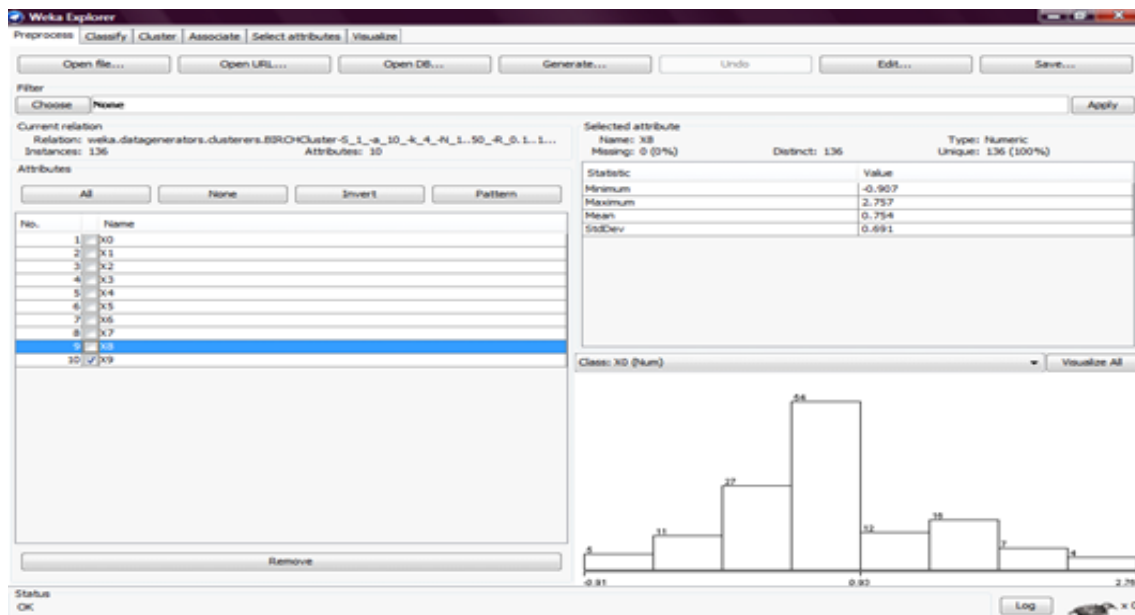 Weka Explorer
Preprocess Classify Cluster Associate Select attributes Visualize
Open file... Open URL... Open DB... Generate... Undo Edit... Save...
Filter
Choose None Apply
Current relation
Relation: weka.datagenerators.clusterers.BIRCHCluster-S_1_-a_10_-k_4_-N_1..50_-R_0.1..1...
Instances: 136 Attributes: 10
Attributes
All None Invert Pattern
No. Name
1 X0
2 X1
3 X2
4 X3
5 X4
6 X5
7 X6
8 X7
9 X8
10 X9
Remove
Selected attribute
Name: X8 Type: Numeric
Missing: 0 (0%) Distinct: 136 Unique: 136 (100%)
Statistic Value
Minimum -0.907
Maximum 2.757
Mean 0.754
StdDev 0.691
Class: X0 (Num) Visualize All
54
27
16
11 12
5 7 4
-0.91 0.93 2.76
Status
OK Log